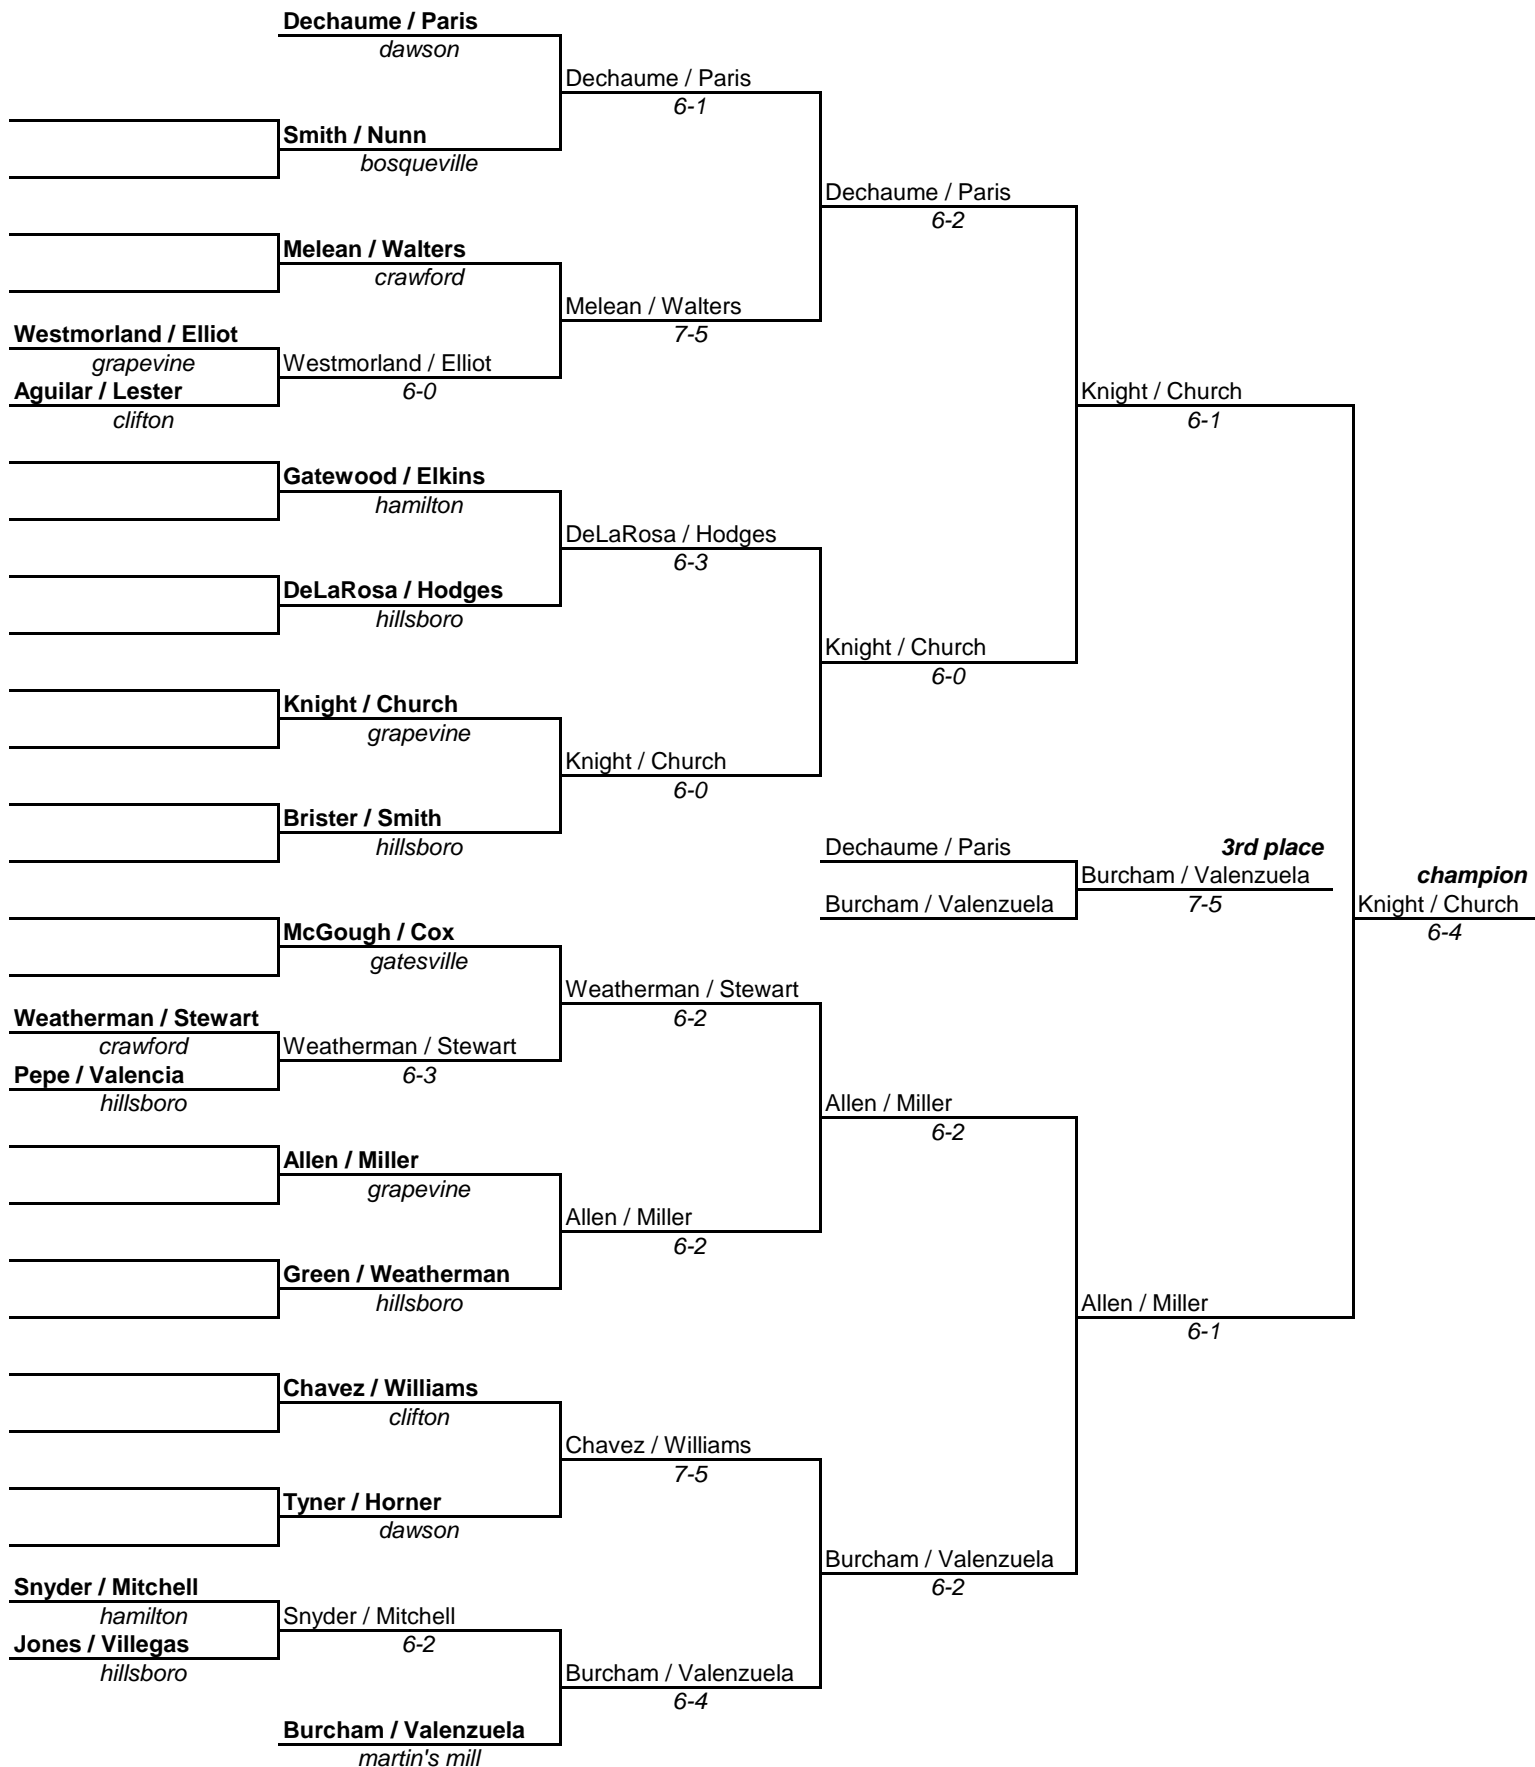 Dechaume / Paris
dawson
Dechaume / Paris
6-1
Smith / Nunn
bosqueville
Dechaume / Paris
6-2
Melean / Walters
crawford
Melean / Walters
7-5
Westmorland / Elliot
grapevine
Westmorland / Elliot
6-0
Aguilar / Lester
clifton
Knight / Church
6-1
Gatewood / Elkins
hamilton
DeLaRosa / Hodges
6-3
DeLaRosa / Hodges
hillsboro
Knight / Church
6-0
Knight / Church
grapevine
Knight / Church
6-0
Brister / Smith
hillsboro
Dechaume / Paris
3rd place
Burcham / Valenzuela
7-5
Burcham / Valenzuela
champion
Knight / Church
6-4
McGough / Cox
gatesville
Weatherman / Stewart
6-2
Weatherman / Stewart
crawford
Weatherman / Stewart
6-3
Pepe / Valencia
hillsboro
Allen / Miller
6-2
Allen / Miller
grapevine
Allen / Miller
6-2
Green / Weatherman
hillsboro
Allen / Miller
6-1
Chavez / Williams
clifton
Chavez / Williams
7-5
Tyner / Horner
dawson
Burcham / Valenzuela
6-2
Snyder / Mitchell
hamilton
Snyder / Mitchell
6-2
Jones / Villegas
hillsboro
Burcham / Valenzuela
6-4
Burcham / Valenzuela
martin's mill